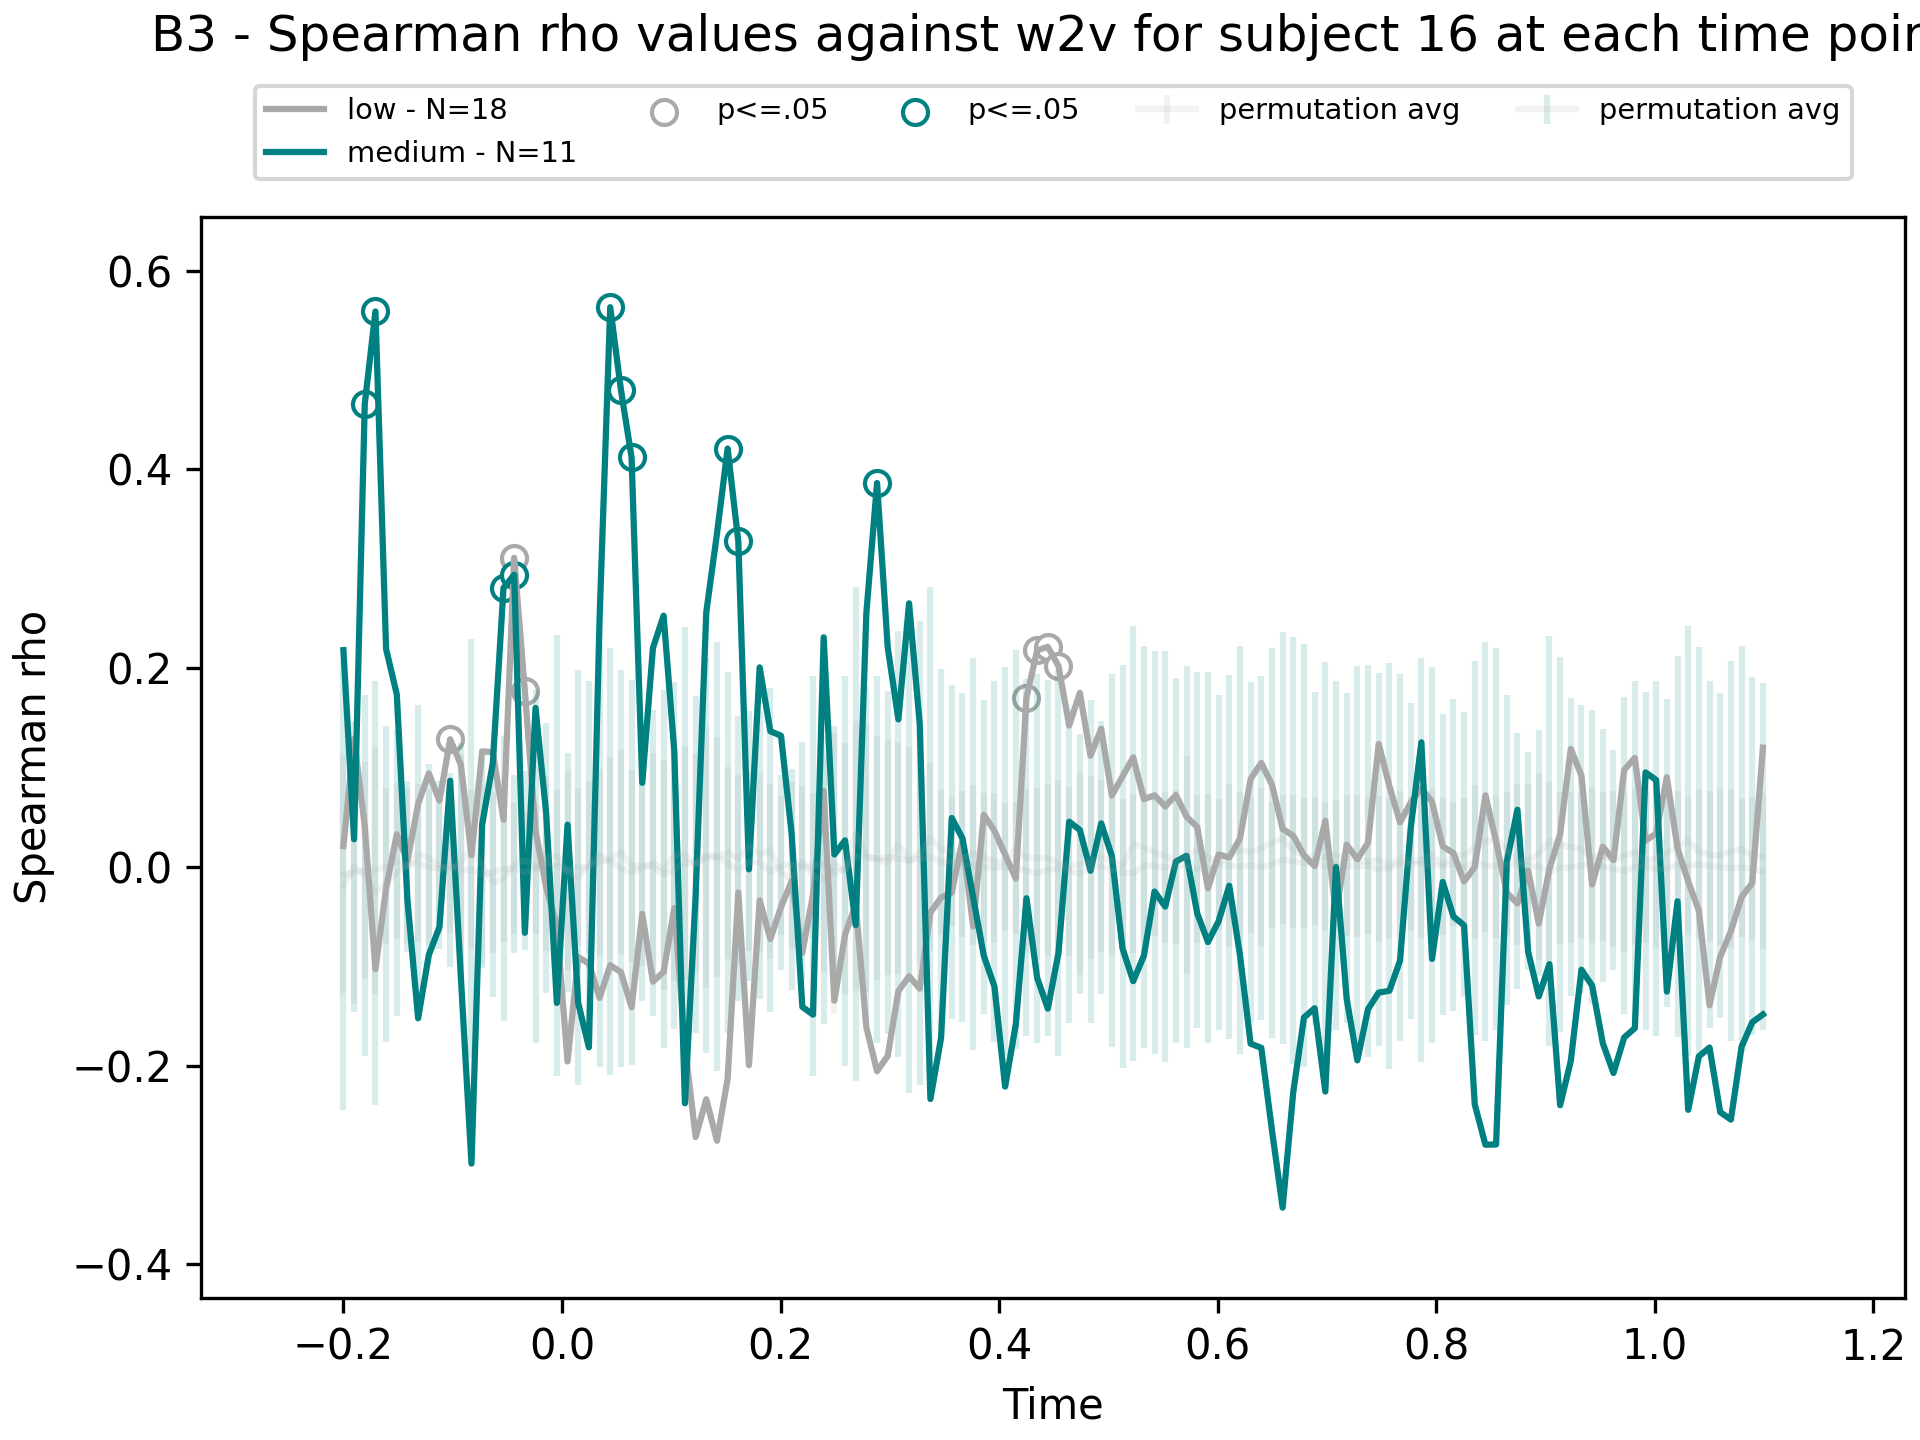 B3 - Spearman rho values against w2v for subject 16 at each time
low - N=18
medium - N=11
p<=.05
p<=.05
permutation avg
permutation avg
Spearman rho
0.6
0.4
0.2
0.0
−0.2
−0.4
−0.2
0.0
0.2
0.4
0.6
0.8
1.0
1.2
Time